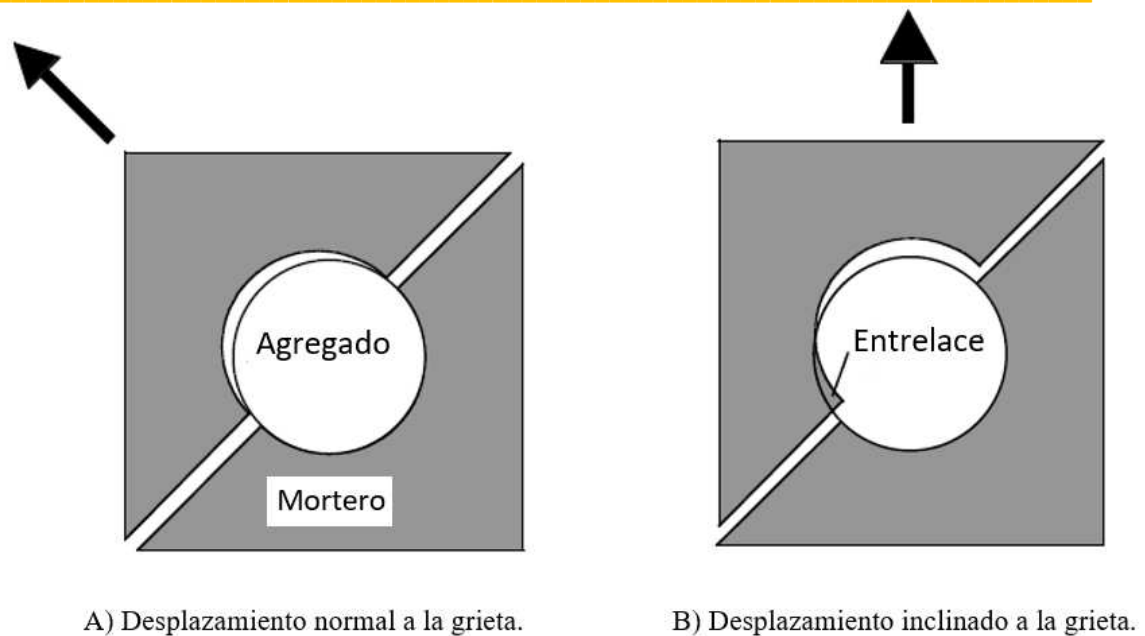 Agregado
Entrelace
Mortero
A) Desplazamiento normal a la grieta.
B) Desplazamiento inclinado a la grieta.